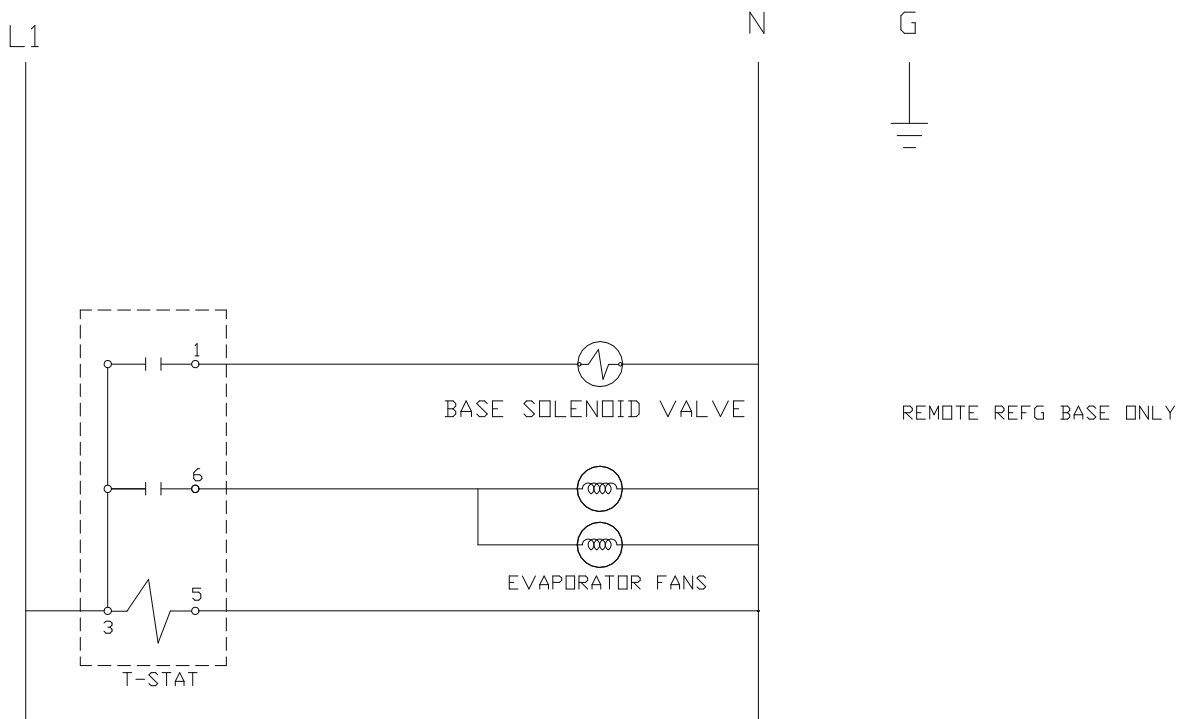 L1
N
G
1
BASE SOLENOID VALVE
REMOTE REFG BASE ONLY
6
EVAPORATOR FANS
5
3
T-STAT